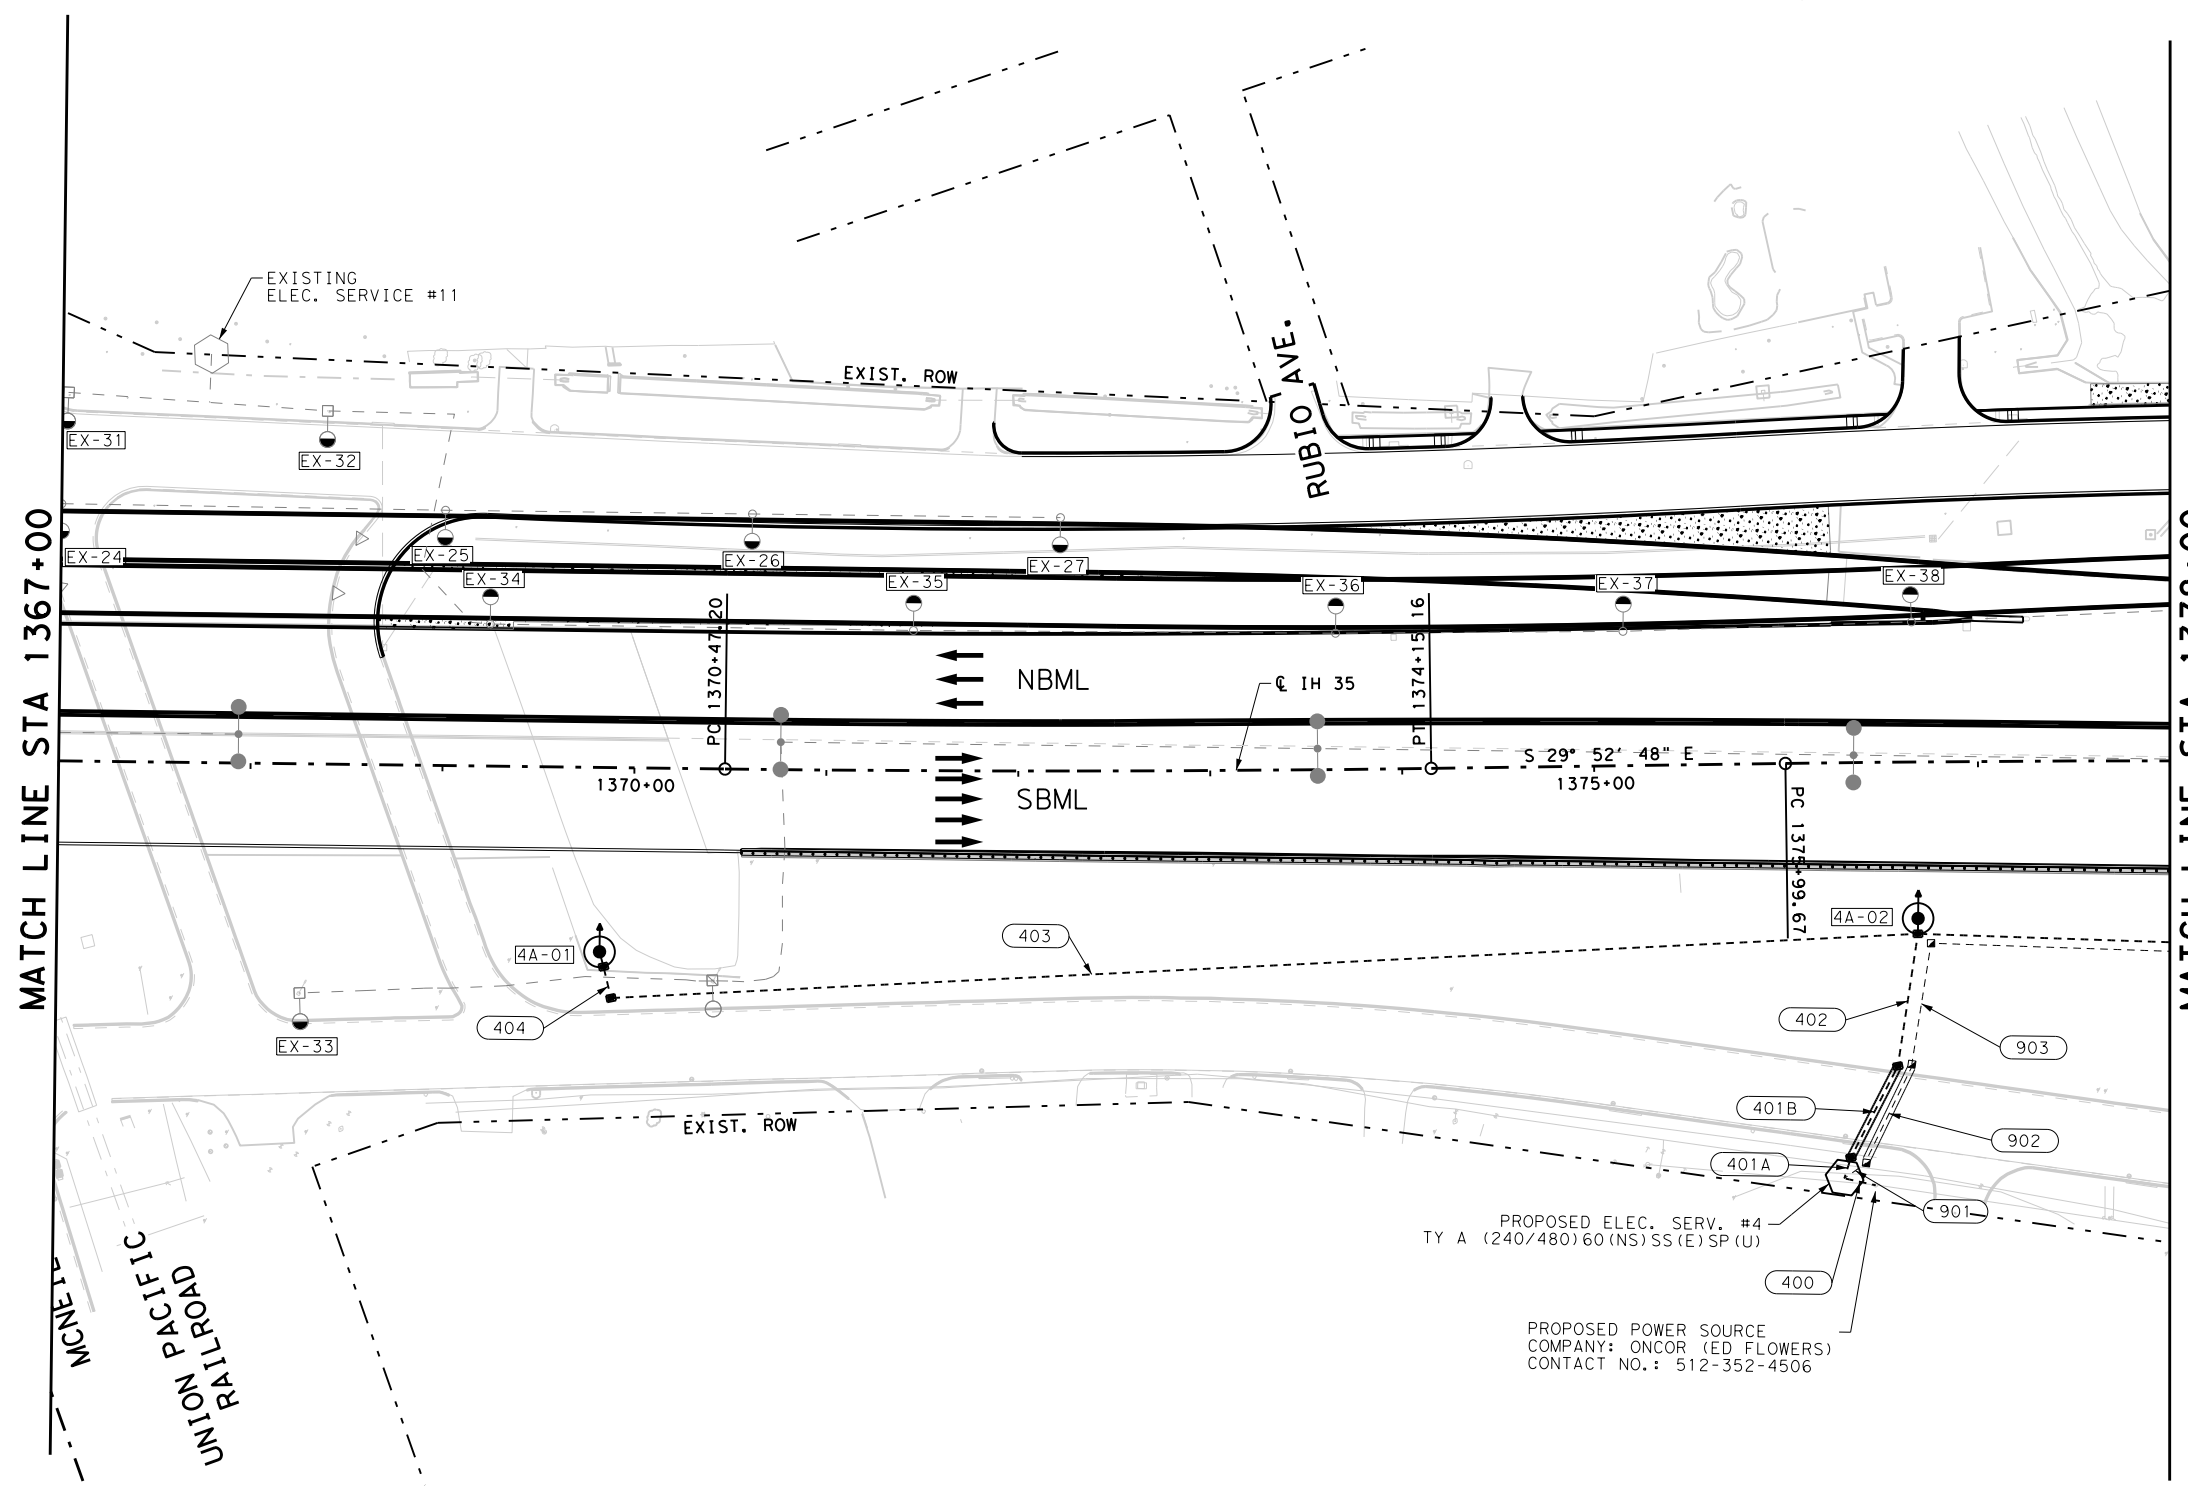 EXISTING
ELEC. SERVICE #11
EXIST. ROW
RUBIO AVE.
EX-31
EX-32
EX-24
EX-25
EX-26
EX-27
EX-34
EX-35
EX-36
EX-37
EX-38
MATCH LINE STA 1367+00
PC 1370+47.20
NBML
℄ IH 35
PT 1374+15.16
S 29° 52' 48" E
1370+00
1375+00
SBML
PC 1375+99.67
4A-01
403
4A-02
404
402
903
EX-33
401B
902
EXIST. ROW
401A
901
PROPOSED ELEC. SERV. #4
TY A (240/480)60(NS)SS(E)SP(U)
400
PROPOSED POWER SOURCE
COMPANY: ONCOR (ED FLOWERS)
CONTACT NO.: 512-352-4506
UNION PACIFIC
RAILROAD